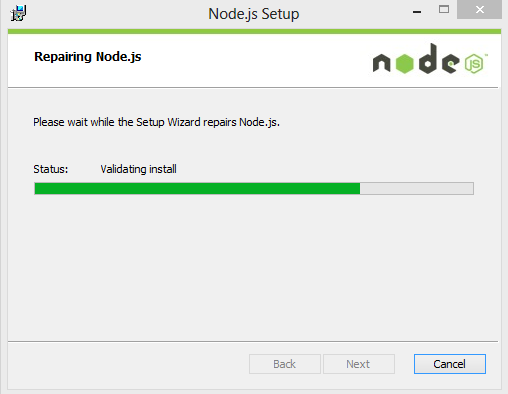 Node.js Setup
Repairing Node.js
node
JS
™
Please wait while the Setup Wizard repairs Node.js.
Status: Validating install
Back Next Cancel